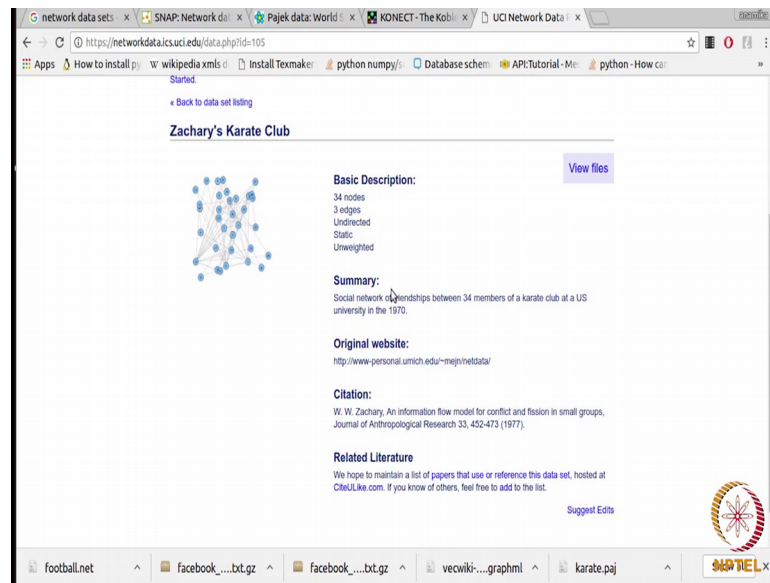 network data sets -
SNAP: Network dat
Pajek data: World S
KONECT - The Koble
UCI Network Data R
anamika
https://networkdata.ics.uci.edu/data.php?id=105
Apps
How to install py
wikipedia xmls d
Install Texmaker
python numpy/s
Database schem
API:Tutorial - Me
python - How can
»
Started.
« Back to data set listing
Zachary's Karate Club
View files
Basic Description:
34 nodes
3 edges
Undirected
Static
Unweighted
Summary:
Social network of friendships between 34 members of a karate club at a US
university in the 1970.
Original website:
http://www-personal.umich.edu/~mejn/netdata/
Citation:
W. W. Zachary, An information flow model for conflict and fission in small groups,
Journal of Anthropological Research 33, 452-473 (1977).
Related Literature
We hope to maintain a list of papers that use or reference this data set, hosted at
CiteULike.com. If you know of others, feel free to add to the list.
Suggest Edits
football.net
facebook_....txt.gz
facebook_....txt.gz
vecwiki-....graphml
karate.paj
NPTEL